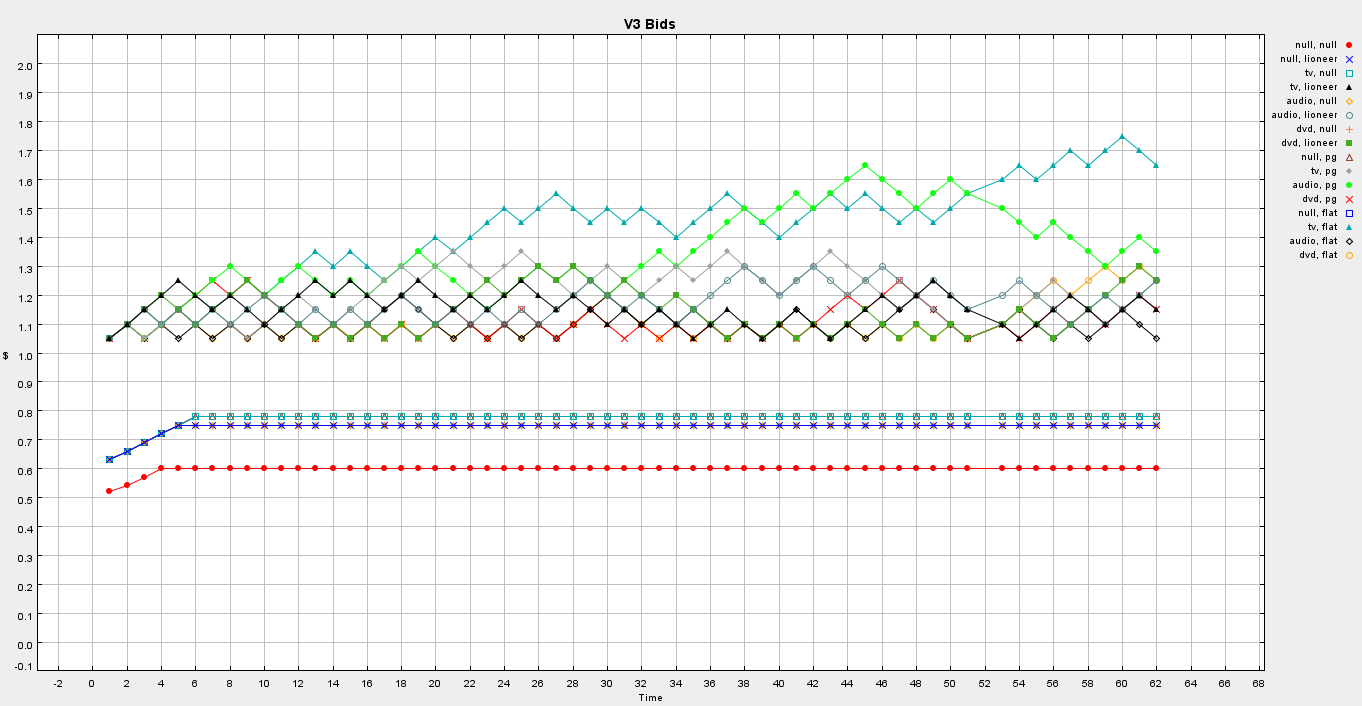 V3 Bids
2.0
1.9
1.8
1.7
1.6
1.5
1.4
1.3
1.2
1.1
$
1.0
0.9
0.8
0.7
0.6
0.5
0.4
0.3
0.2
0.1
0.0
-0.1
-2 0 2 4 6 8 10 12 14 16 18 20 22 24 26 28 30 32 34 36 38 40 42 44 46 48 50 52 54 56 58 60 62 64 66 68
Time
null, null
null, lioneer
tv, null
tv, lioneer
audio, null
audio, lioneer
dvd, null
dvd, lioneer
null, pg
tv, pg
audio, pg
dvd, pg
null, flat
tv, flat
audio, flat
dvd, flat